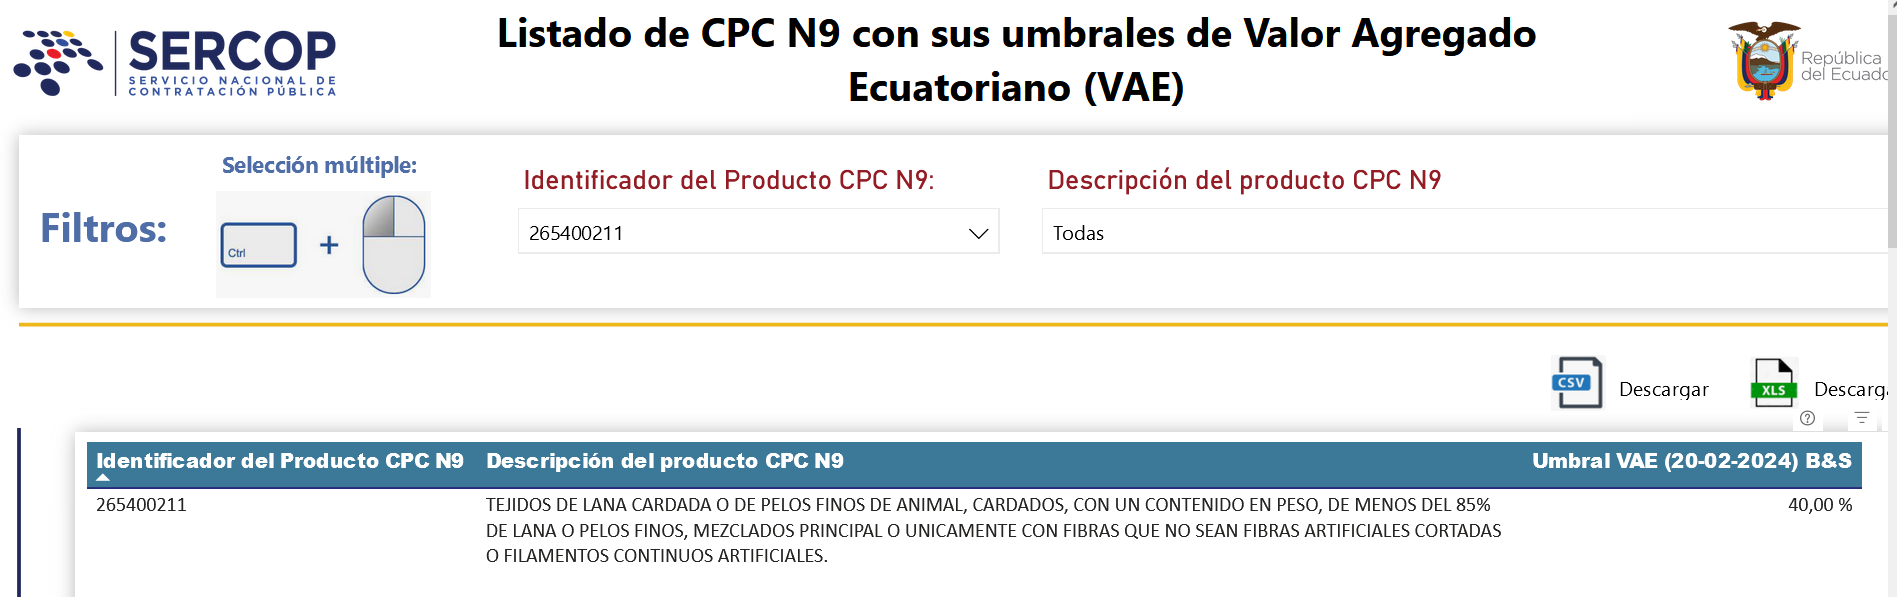 SERCOP
SERVICIO NACIONAL DE
CONTRATACIÓN PÚBLICA
Listado de CPC N9 con sus umbrales de Valor Agregado
Ecuatoriano (VAE)
República
del Ecuado
Filtros:
Selección múltiple:
Ctrl
+
Identificador del Producto CPC N9:
265400211
Descripción del producto CPC N9
Todas
CSV
Descargar
XLS
Descarga
Identificador del Producto CPC N9 Descripción del producto CPC N9 Umbral VAE (20-02-2024) B&S
265400211 TEJIDOS DE LANA CARDADA O DE PELOS FINOS DE ANIMAL, CARDADOS, CON UN CONTENIDO EN PESO, DE MENOS DEL 85% 40,00 %
DE LANA O PELOS FINOS, MEZCLADOS PRINCIPAL O UNICAMENTE CON FIBRAS QUE NO SEAN FIBRAS ARTIFICIALES CORTADAS
O FILAMENTOS CONTINUOS ARTIFICIALES.